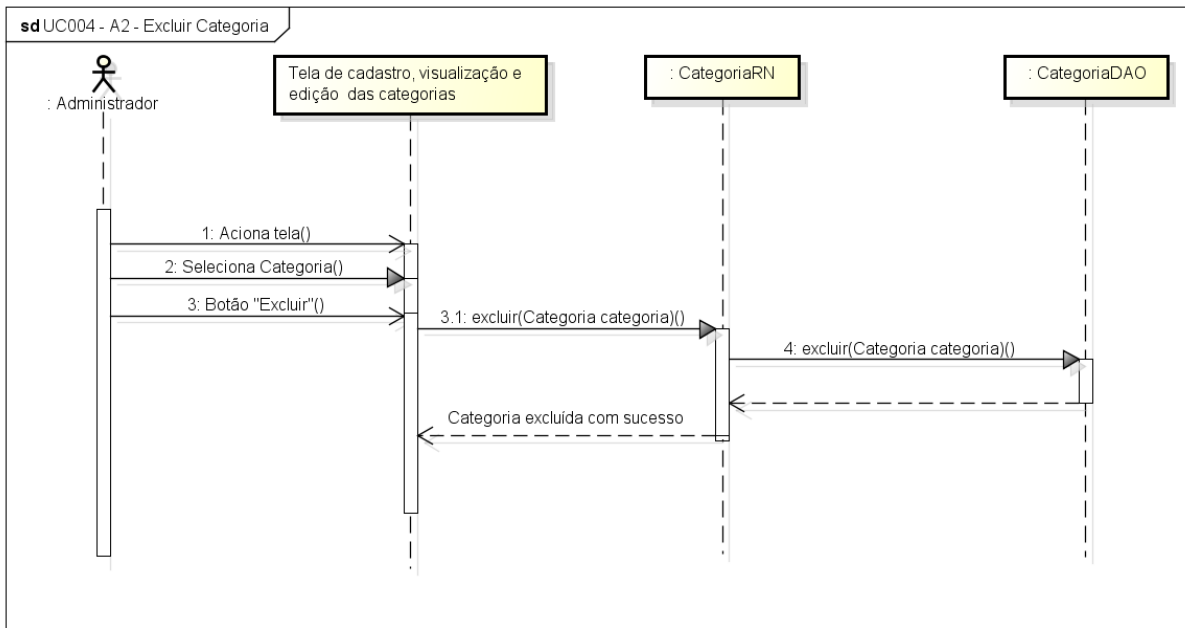 sd UC004 - A2 - Excluir Categoria
: Administrador
Tela de cadastro, visualização e
edição das categorias
: CategoriaRN
: CategoriaDAO
1: Aciona tela()
2: Seleciona Categoria()
3: Botão "Excluir"()
3.1: excluir(Categoria categoria)()
4: excluir(Categoria categoria)()
Categoria excluída com sucesso